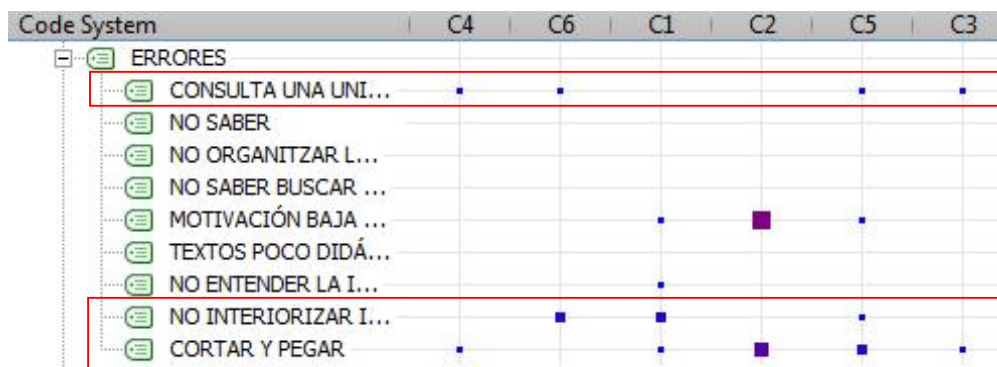 Code System C4 C6 C1 C2 C5 C3
ERRORES
CONSULTA UNA UNI...
NO SABER
NO ORGANITZAR L...
NO SABER BUSCAR ...
MOTIVACIÓN BAJA ...
TEXTOS POCO DIDÁ...
NO ENTENDER LA I...
NO INTERIORIZAR I...
CORTAR Y PEGAR